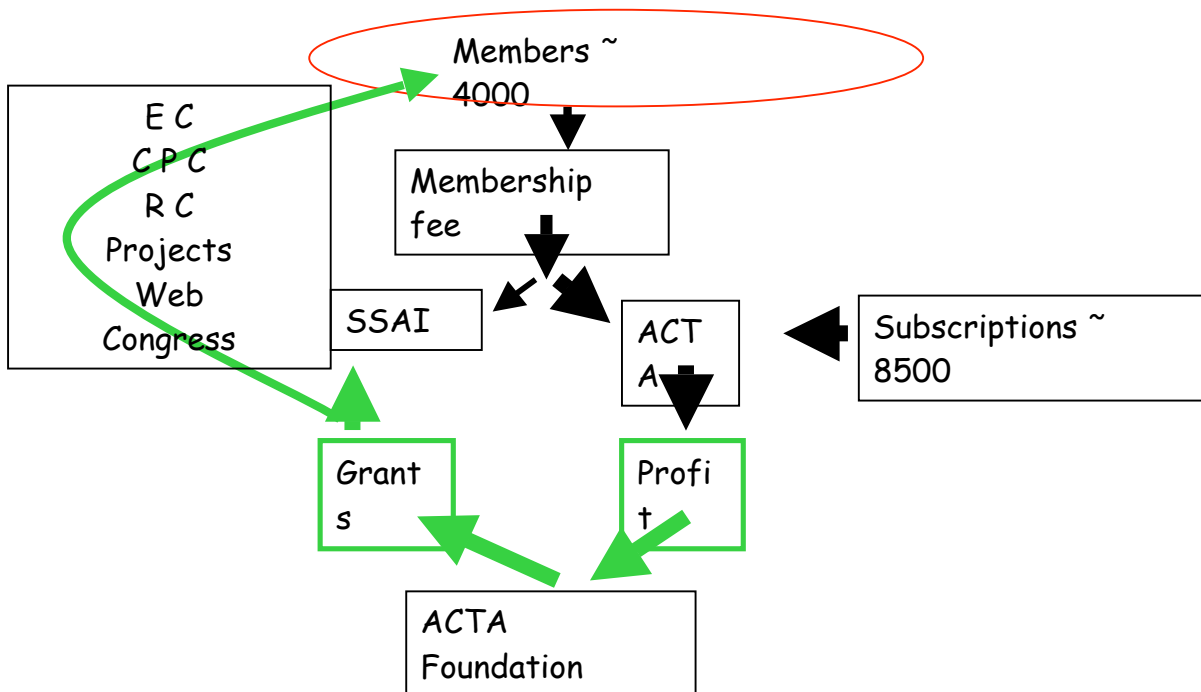 Members ~
4000
E C
C P C
R C
Projects
Web
Congress
Membership
fee
SSAI
ACT
A
Subscriptions ~
8500
Grant
s
Profi
t
ACTA
Foundation